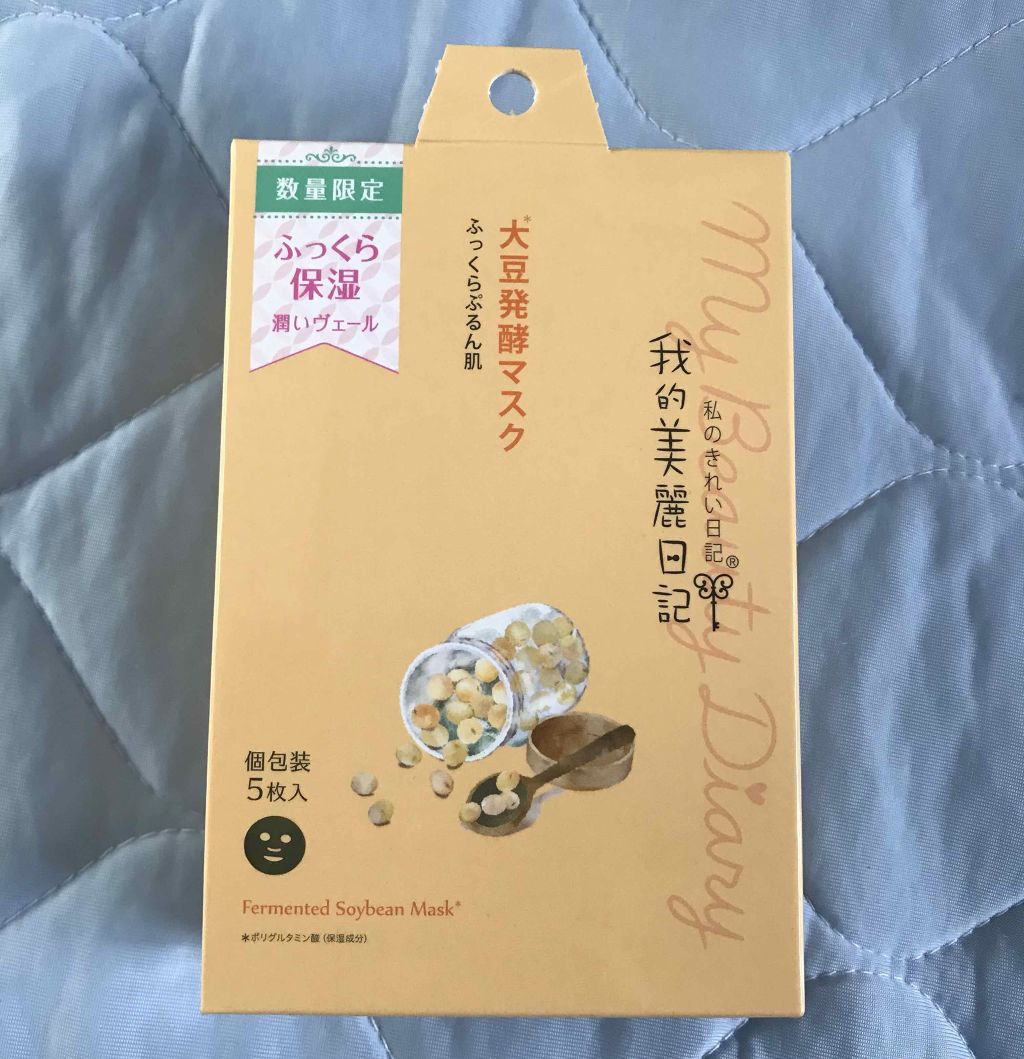 数量限定
ふっくら
保湿
潤いヴェール
大豆発酵マスク*
ふっくらぷるん肌
My Beauty Diary
私のきれい日記®
我的美麗日記
個包装
5枚入
Fermented Soybean Mask*
*ポリグルタミン酸 (保湿成分)